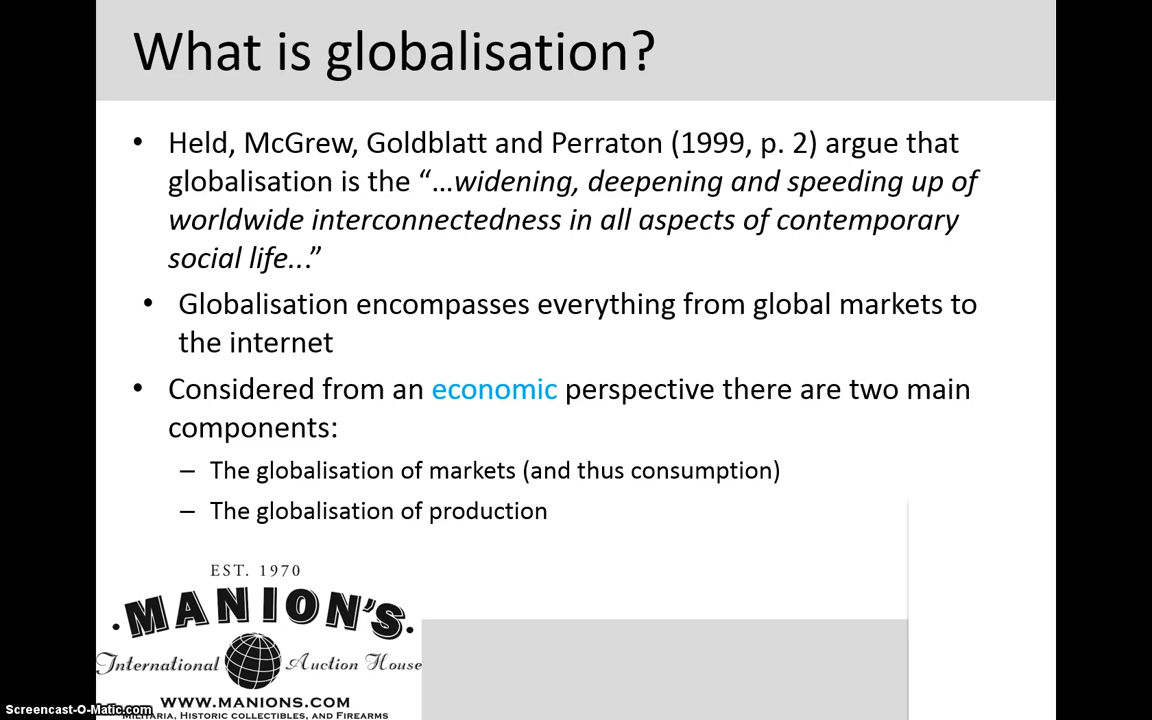 What is globalisation?
• Held, McGrew, Goldblatt and Perraton (1999, p. 2) argue that
globalisation is the “…widening, deepening and speeding up of
worldwide interconnectedness in all aspects of contemporary
social life...”
• Globalisation encompasses everything from global markets to
the internet
• Considered from an economic perspective there are two main
components:
– The globalisation of markets (and thus consumption)
– The globalisation of production
EST. 1970
MANION'S
International Auction House
WWW.MANIONS.COM
Militaria, Historic collectibles, and Firearms
Screencast-O-Matic.com